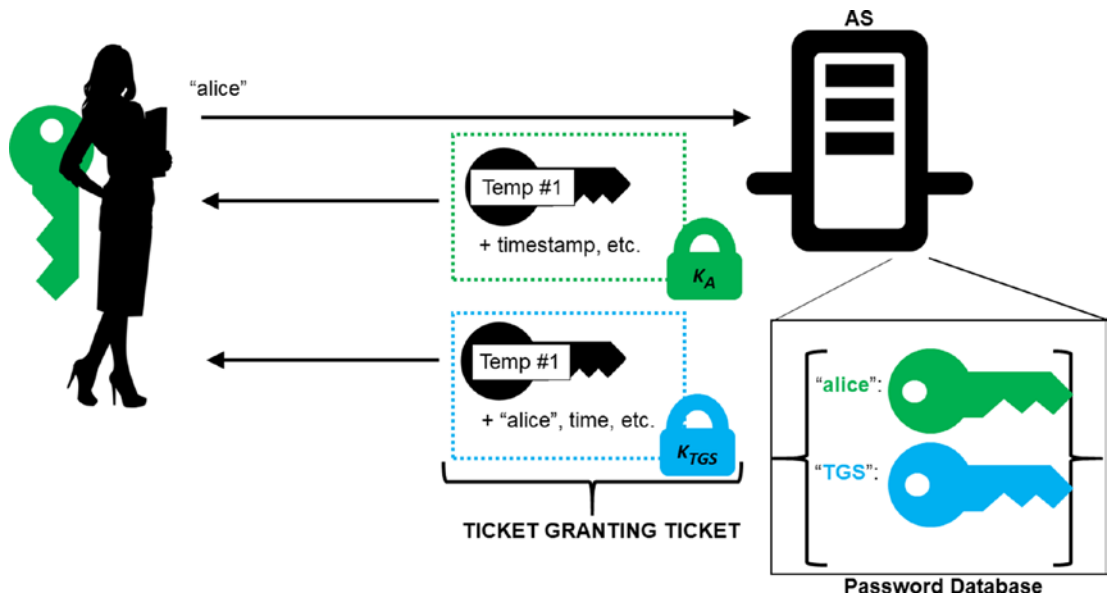 AS
“alice”
Temp #1
+ timestamp, etc.
KA
Temp #1
+ “alice”, time, etc.
KTGS
TICKET GRANTING TICKET
“alice”:
“TGS”:
Password Database